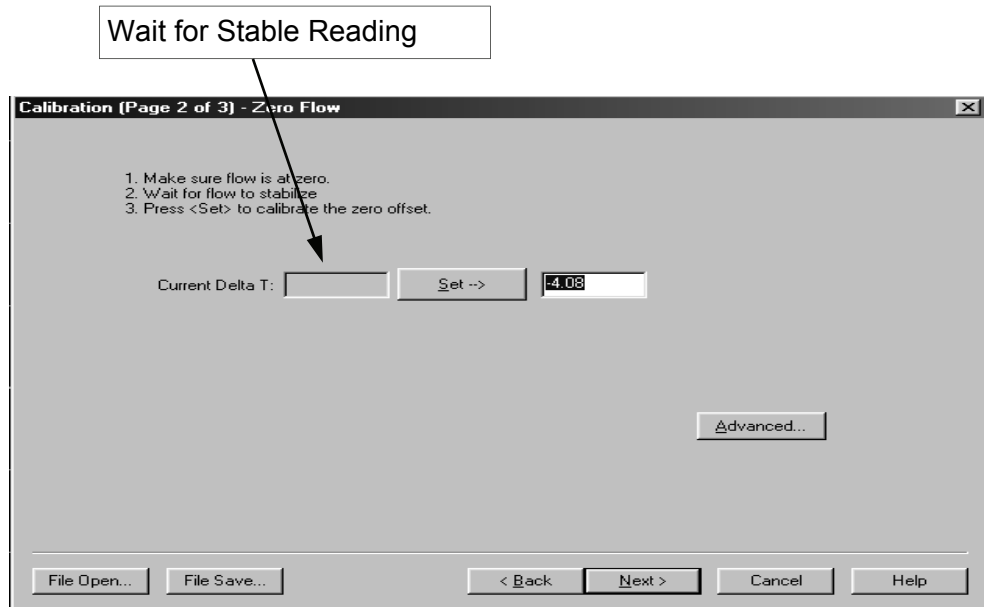 Wait for Stable Reading
Calibration (Page 2 of 3) - Zero Flow
1. Make sure flow is at zero.
2. Wait for flow to stabilize
3. Press <Set> to calibrate the zero offset.
Current Delta T: Set --> -4.08
Advanced...
File Open... File Save... < Back Next > Cancel Help